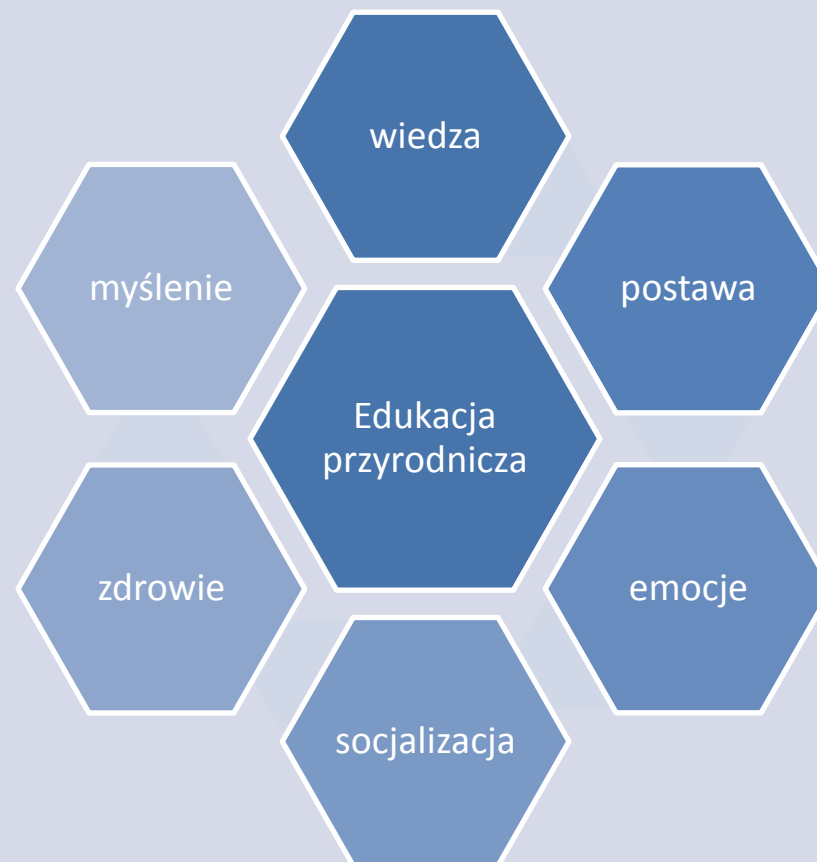 wiedza
myślenie
postawa
Edukacja
przyrodnicza
zdrowie
emocje
socjalizacja